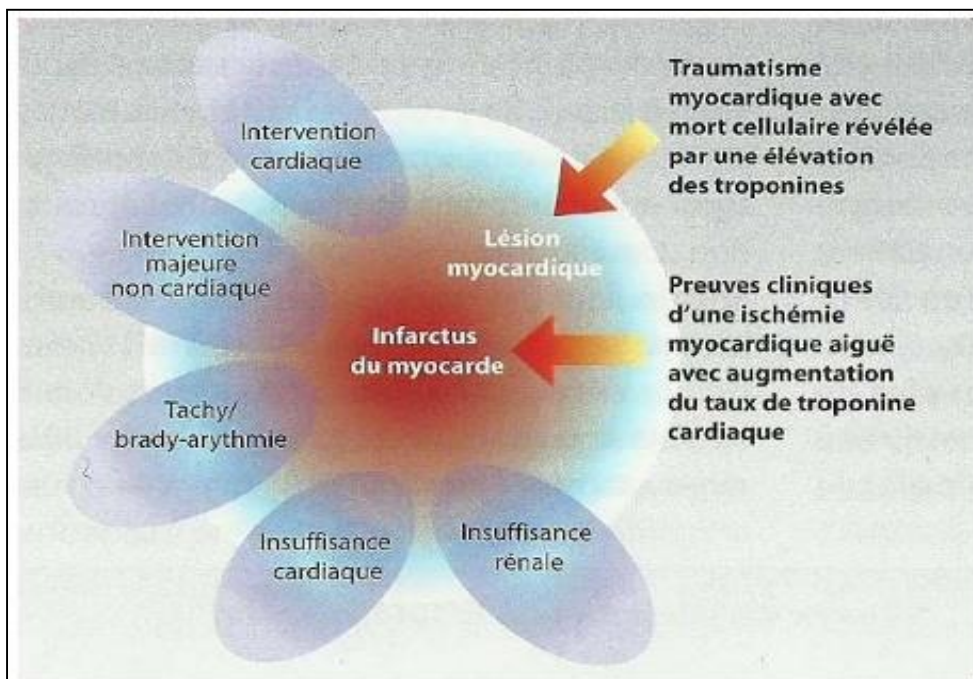 Intervention
cardiaque
Intervention
majeure
non cardiaque
Tachy/
brady-arythmie
Insuffisance
cardiaque
Insuffisance
rénale
Lésion
myocardique
Infarctus
du myocarde
Traumatisme
myocardique avec
mort cellulaire révélée
par une élévation
des troponines
Preuves cliniques
d’une ischémie
myocardique aiguë
avec augmentation
du taux de troponine
cardiaque